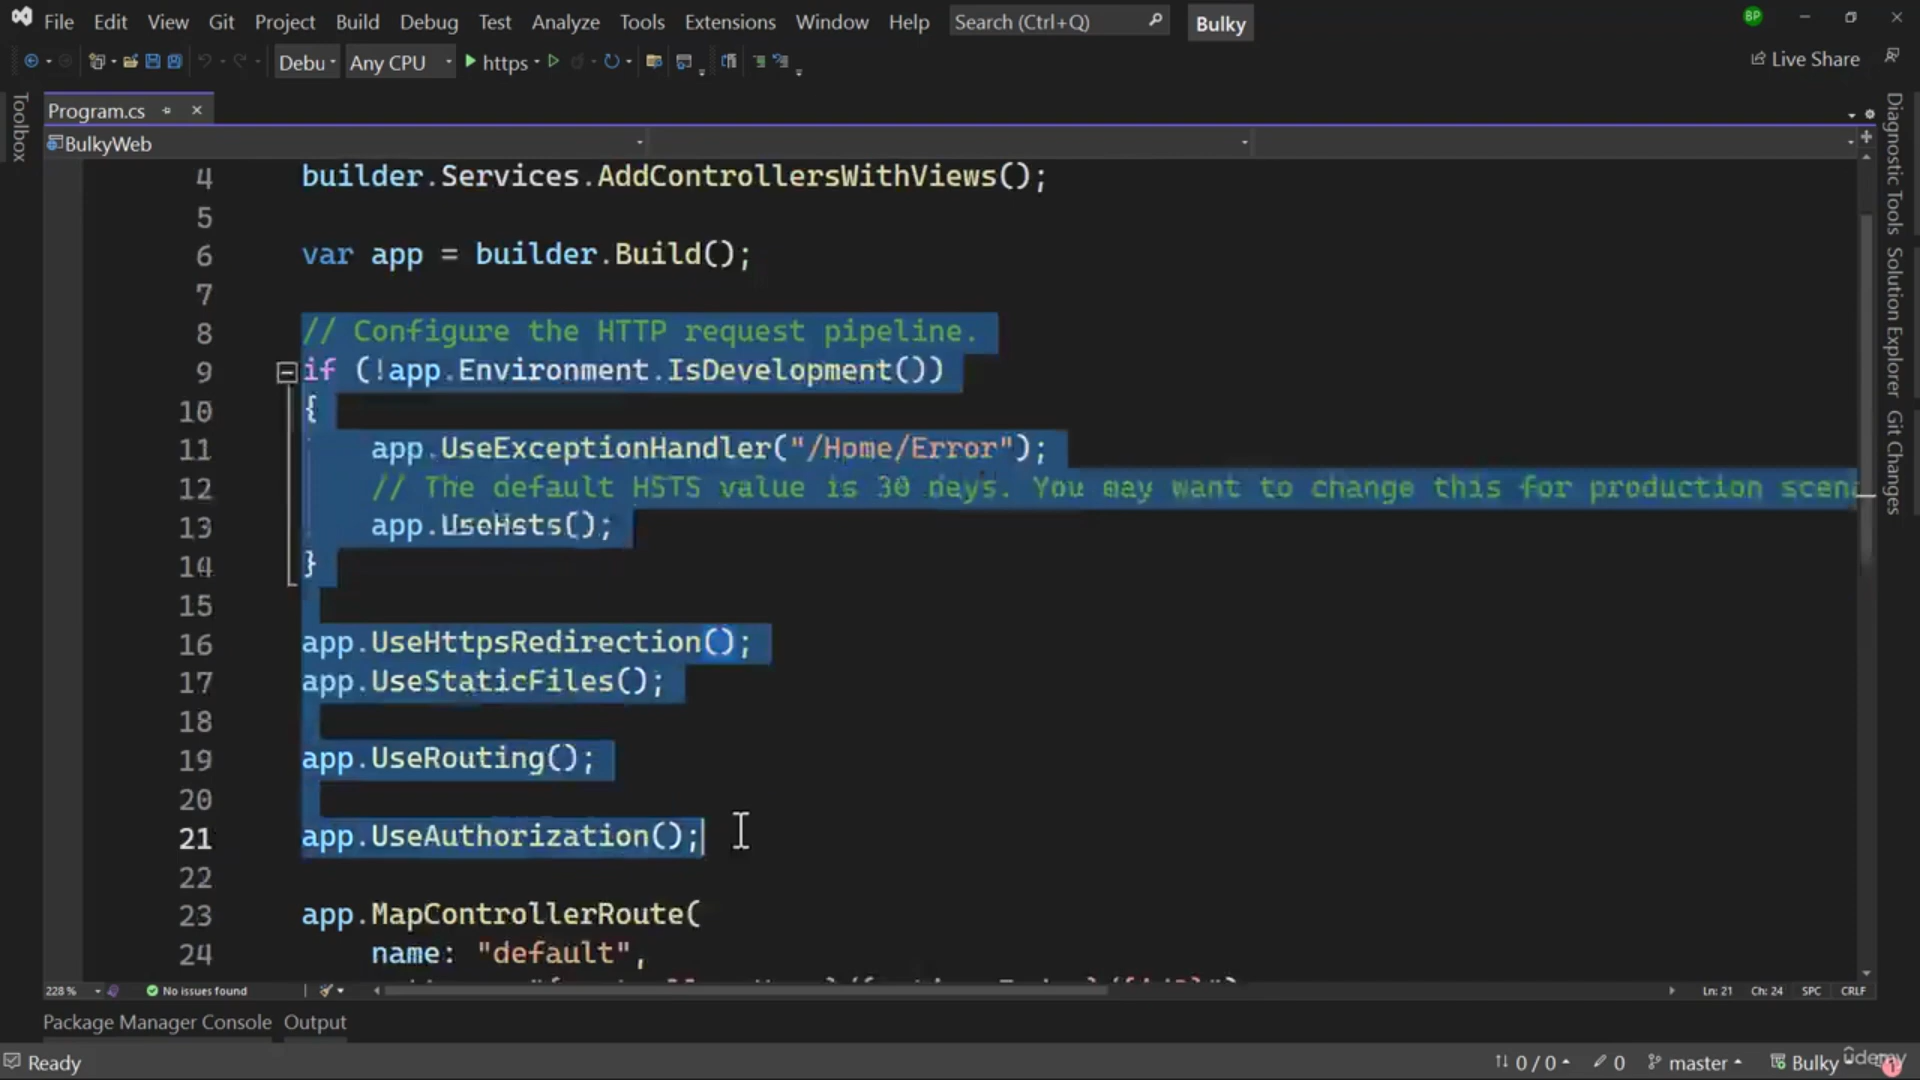 File Edit View Git Project Build Debug Test Analyze Tools Extensions Window Help Search (Ctrl+Q) Bulky BP
Debu Any CPU https Live Share
Toolbox
Program.cs
BulkyWeb
4 builder.Services.AddControllersWithViews();
5
6 var app = builder.Build();
7
8 // Configure the HTTP request pipeline.
9 if (!app.Environment.IsDevelopment())
10 {
11 app.UseExceptionHandler("/Home/Error");
12 // The default HSTS value is 30 days. You may want to change this for production scena
13 app.UseHsts();
14 }
15
16 app.UseHttpsRedirection();
17 app.UseStaticFiles();
18
19 app.UseRouting();
20
21 app.UseAuthorization();
22
23 app.MapControllerRoute(
24 name: "default",
Diagnostic Tools
Solution Explorer
Git Changes
228 % No issues found Ln: 21 Ch: 24 SPC CRLF
Package Manager Console Output
Ready 0 / 0 0 master Bulky 1
ûdemy